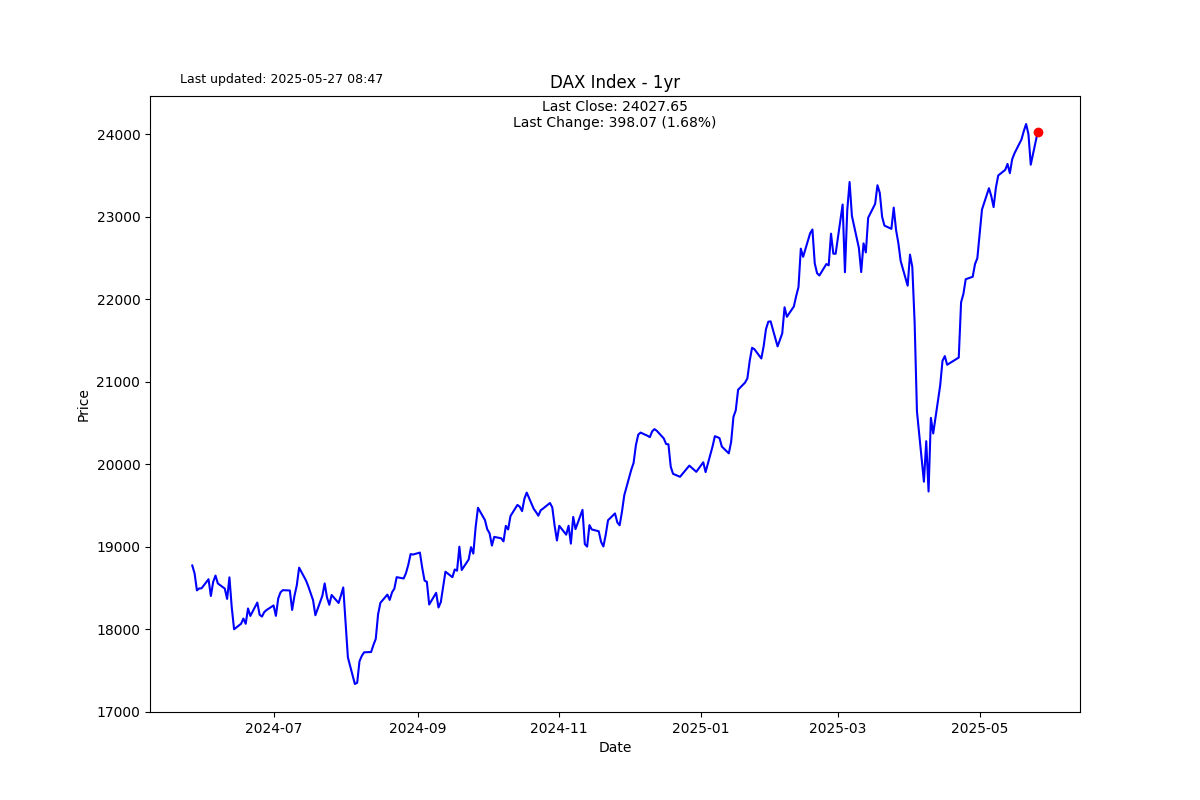 Last updated: 2025-05-27 08:47
DAX Index - 1yr
Last Close: 24027.65
Last Change: 398.07 (1.68%)
24000
23000
22000
21000
20000
19000
18000
17000
Price
2024-07
2024-09
2024-11
2025-01
2025-03
2025-05
Date